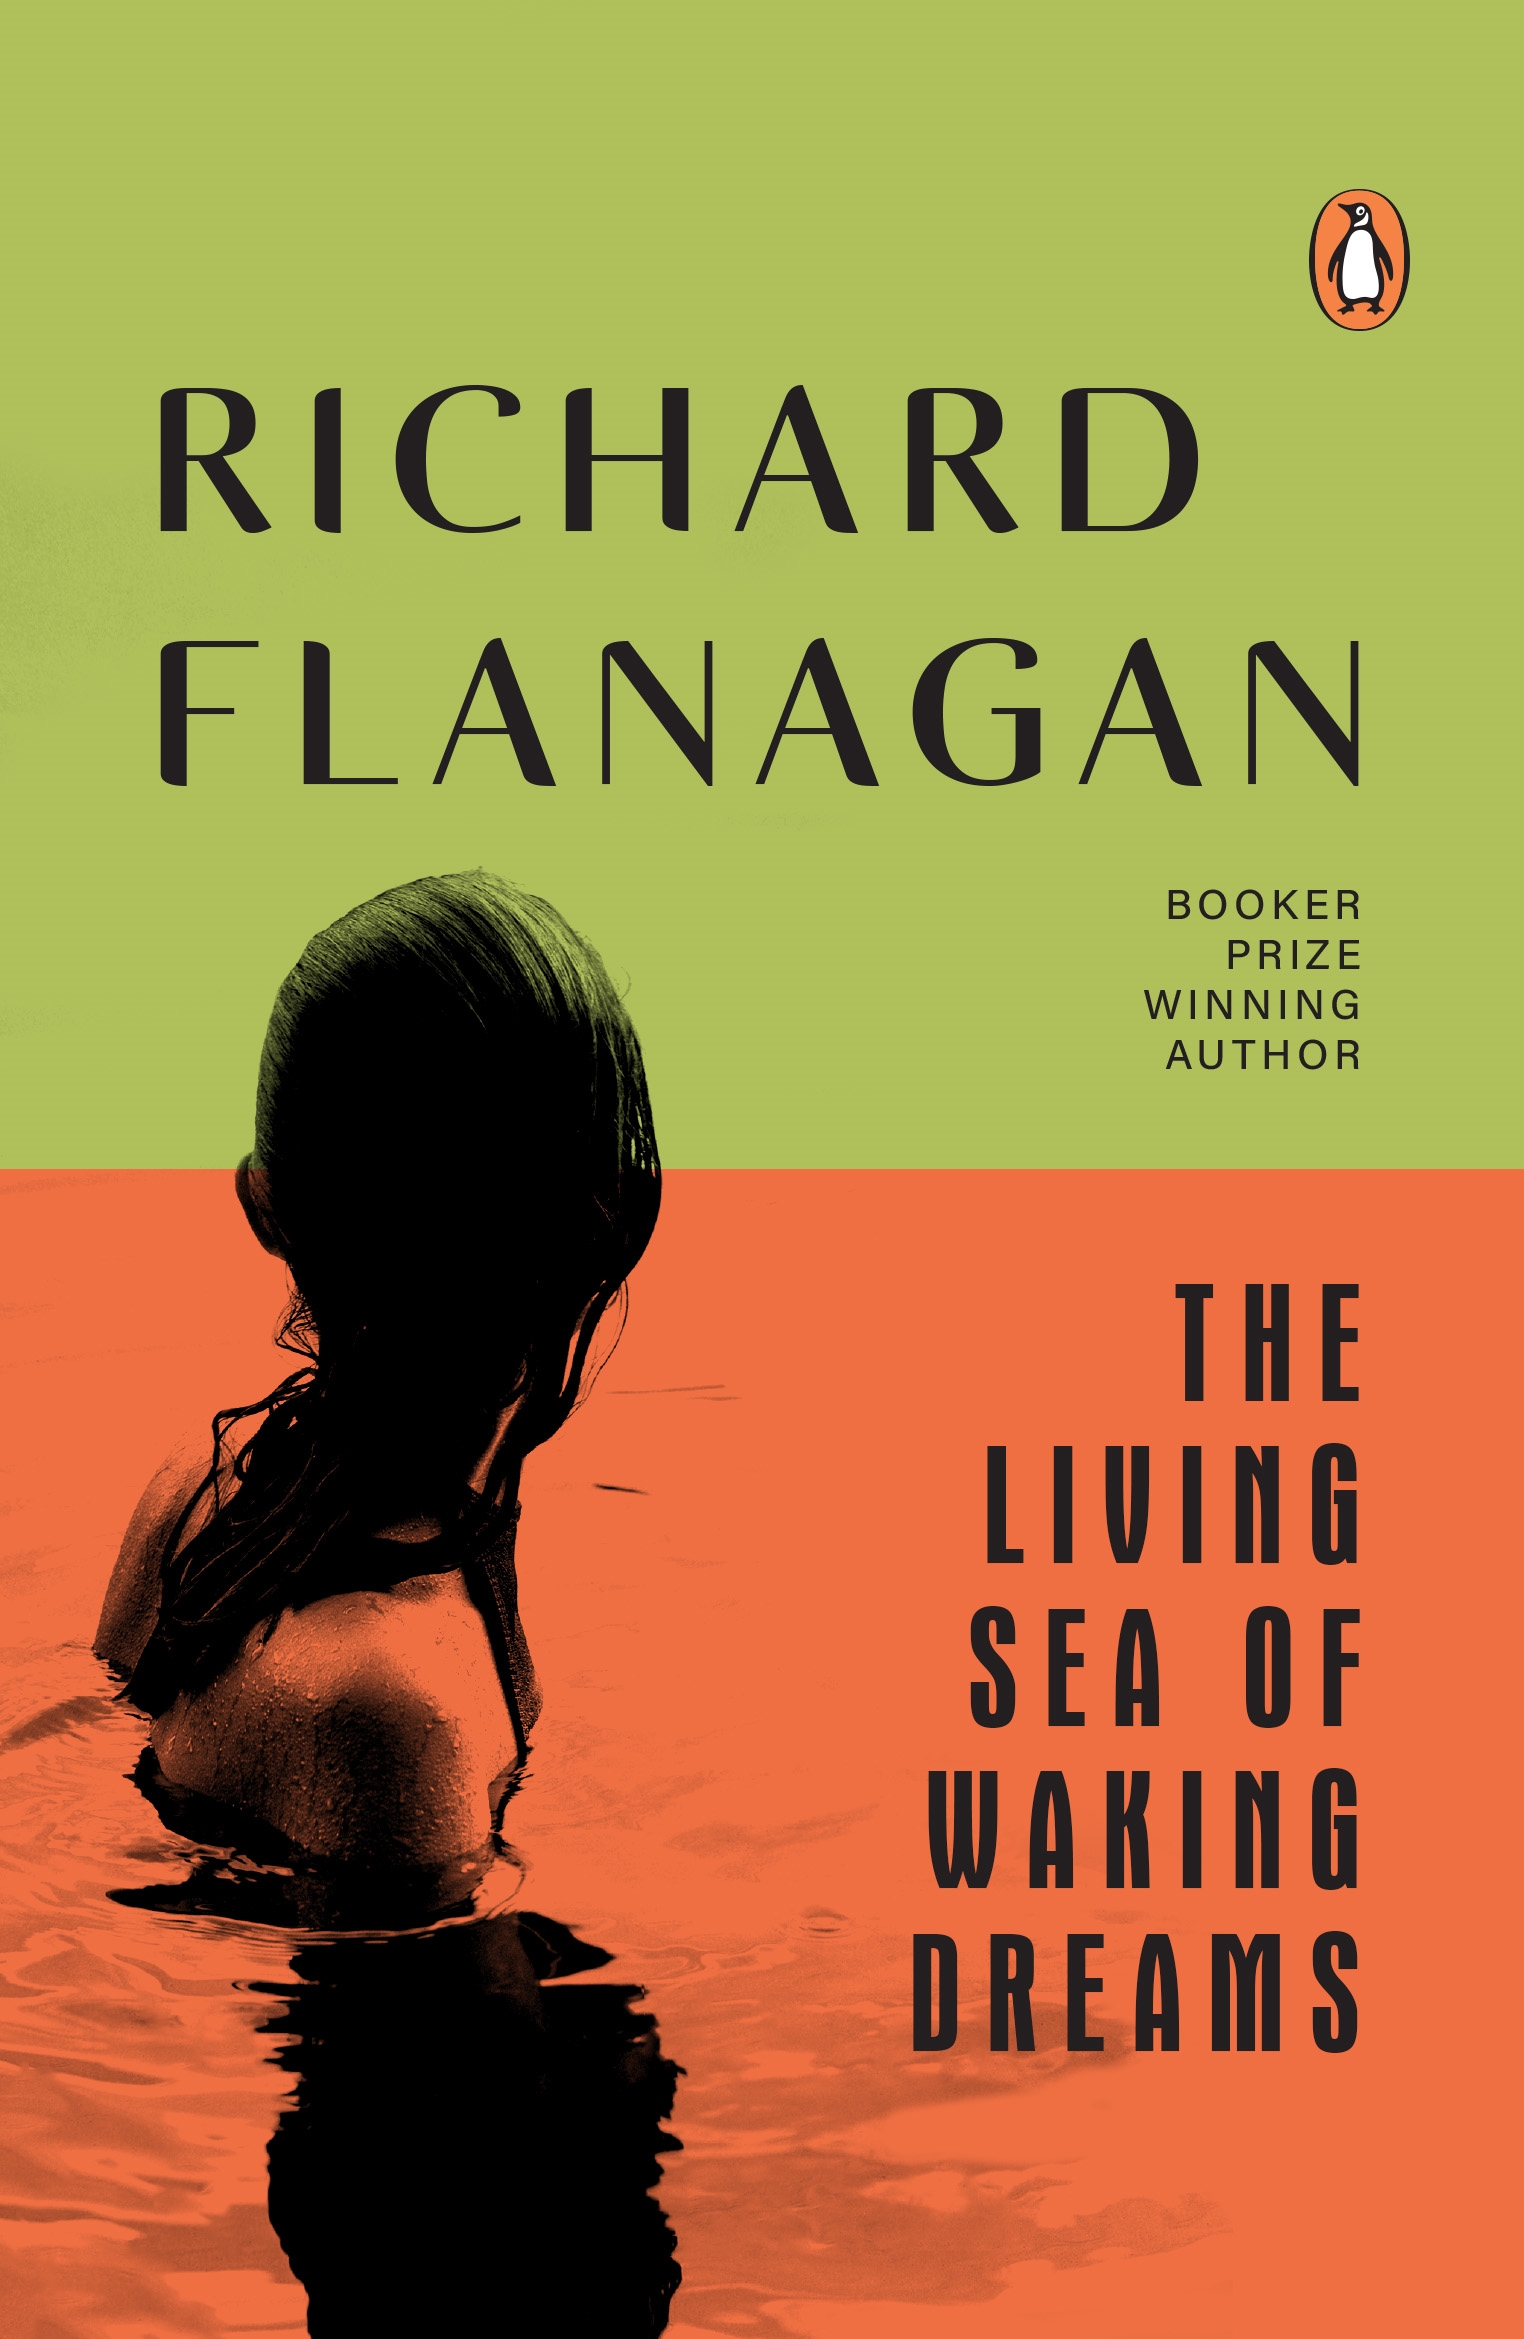 RICHARD
FLANAGAN
BOOKER
PRIZE
WINNING
AUTHOR
THE
LIVING
SEA OF
WAKING
DREAMS